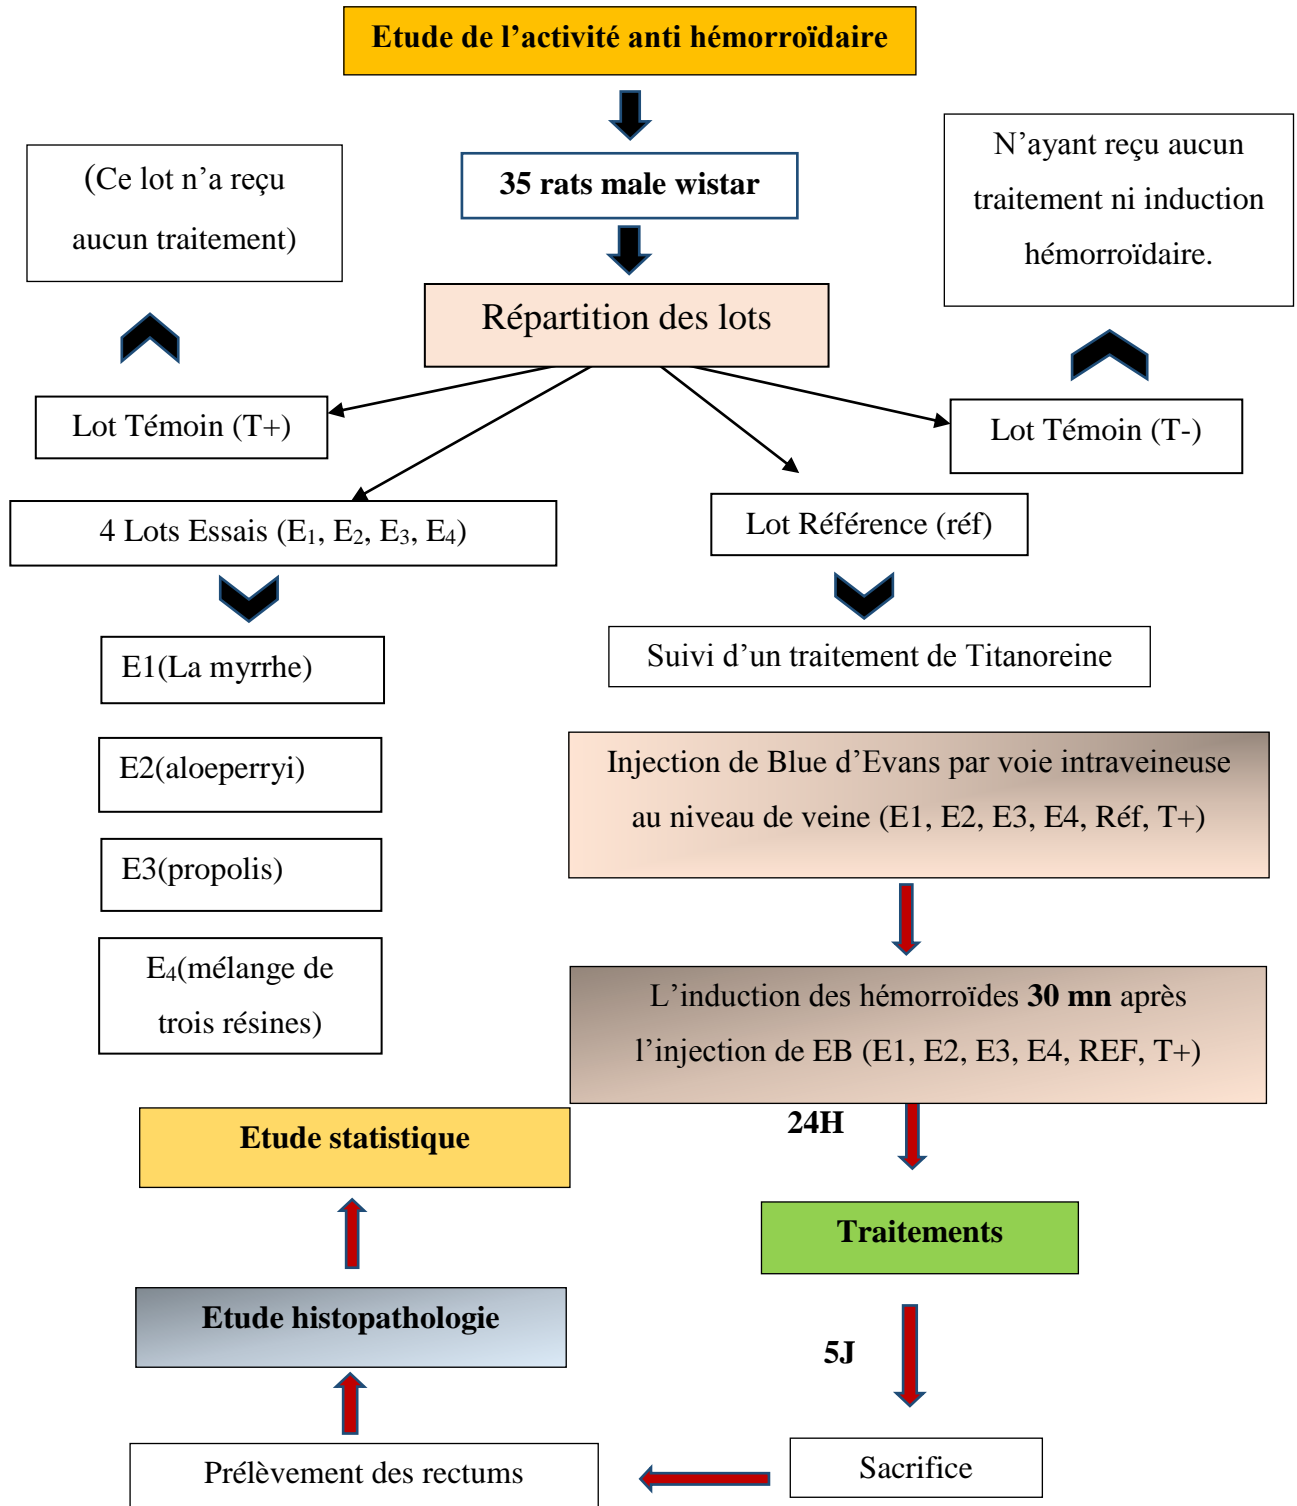 Etude de l’activité anti hémorroïdaire
35 rats male wistar
(Ce lot n’a reçu
aucun traitement)
N’ayant reçu aucun
traitement ni induction
hémorroïdaire.
Répartition des lots
Lot Témoin (T+)
Lot Témoin (T-)
4 Lots Essais (E₁, E₂, E₃, E₄)
Lot Référence (réf)
E1(La myrrhe)
E2(aloeperryi)
E3(propolis)
E₄(mélange de
trois résines)
Suivi d’un traitement de Titanoreine
Injection de Blue d’Evans par voie intraveineuse
au niveau de veine (E1, E2, E3, E4, Réf, T+)
L’induction des hémorroïdes 30 mn après
l’injection de EB (E1, E2, E3, E4, REF, T+)
24H
Traitements
5J
Sacrifice
Prélèvement des rectums
Etude histopathologie
Etude statistique